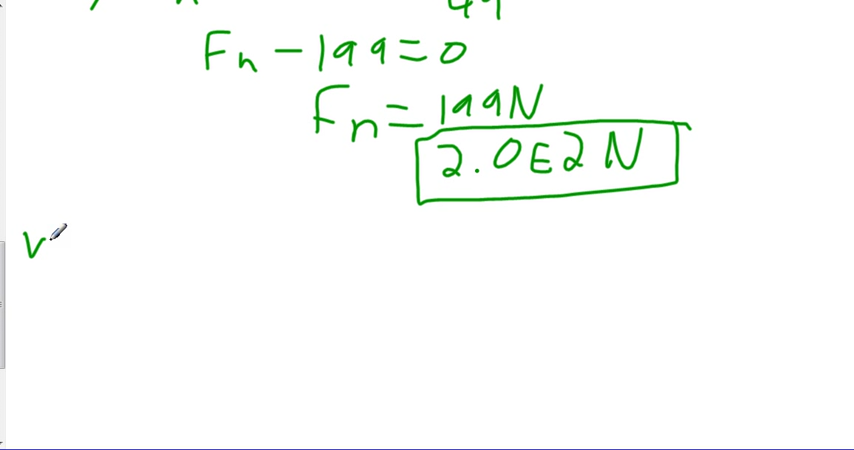 Fn - 199 = 0
Fn = 199N
2.0E2 N
V